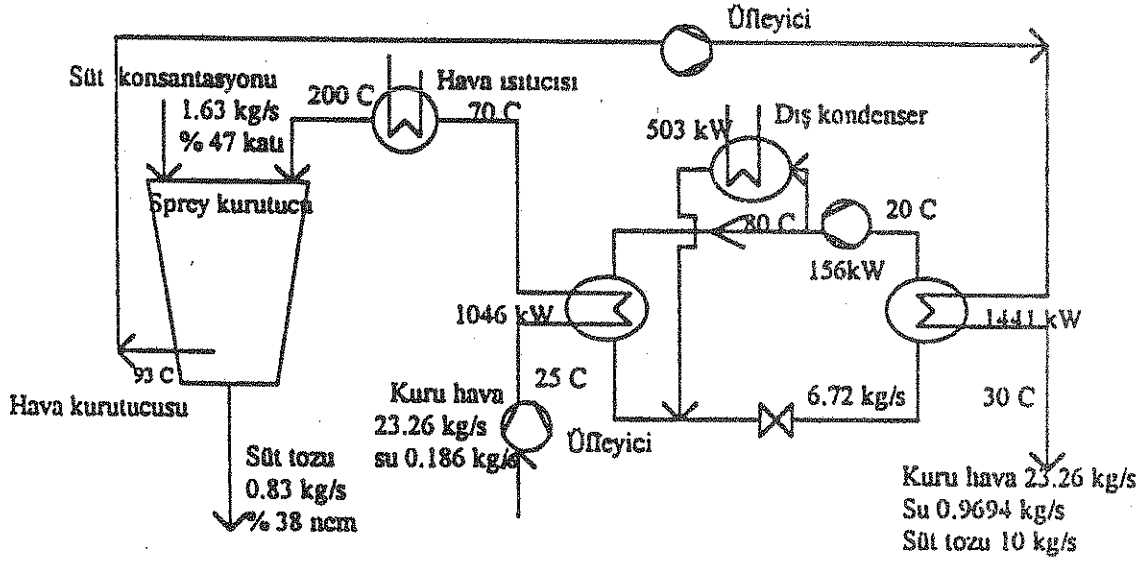 Üfleyici
Süt konsantasyonu
1.63 kg/s
% 47 katı
200 C
Hava ısıtıcısı
70 C
503 kW
Dış kondenser
Sprey kurutucu
80 C
20 C
156kW
1046 kW
1441 kW
93 C
Hava kurutucusu
Kuru hava
23.26 kg/s
su 0.186 kg/s
25 C
Üfleyici
6.72 kg/s
30 C
Süt tozu
0.83 kg/s
% 38 nem
Kuru hava 23.26 kg/s
Su 0.9694 kg/s
Süt tozu 10 kg/s